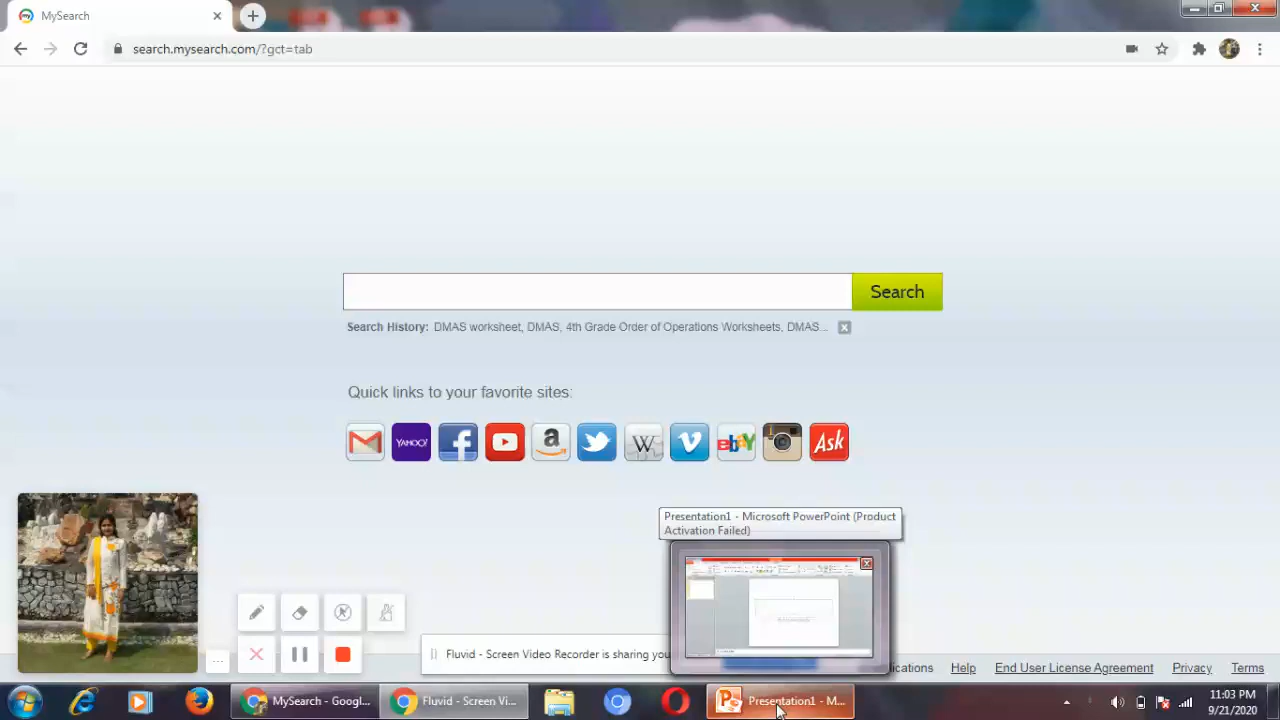 MySearch
search.mysearch.com/?gct=tab
Search
Search History: DMAS worksheet, DMAS, 4th Grade Order of Operations Worksheets, DMAS...
Quick links to your favorite sites:
YAHOO!
W
ebay
Ask
Presentation1 - Microsoft PowerPoint (Product
Activation Failed)
Fluvid - Screen Video Recorder is sharing you
Help
End User License Agreement
Privacy
Terms
MySearch - Googl...
Fluvid - Screen Vi...
Presentation1 - M...
11:03 PM
9/21/2020